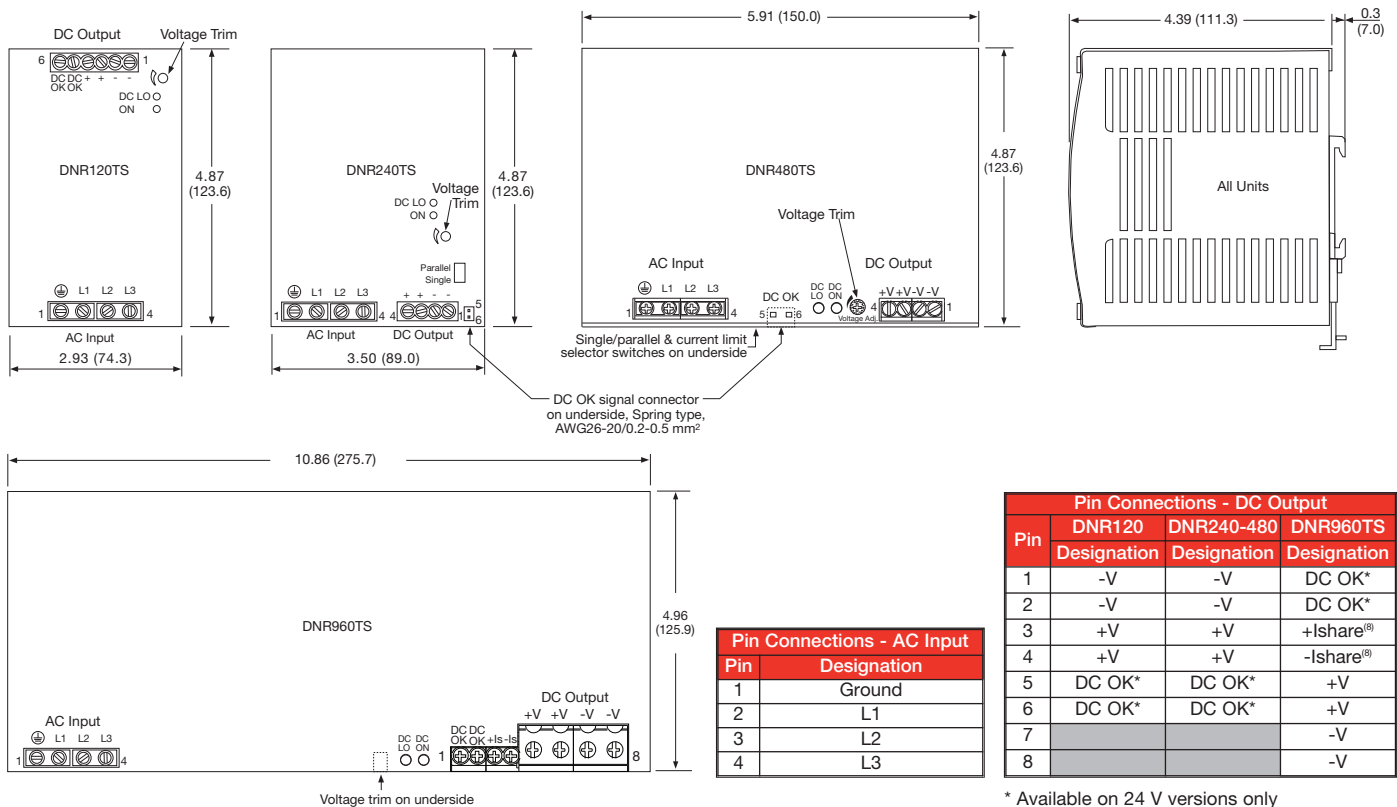 DC Output
Voltage Trim
6
1
DC DC + + - -
OK OK
DC LO
ON
DNR120TS
4.87
(123.6)
L1 L2 L3
1
4
AC Input
2.93 (74.3)
DNR240TS
Voltage
Trim
DC LO
ON
4.87
(123.6)
Parallel
Single
L1 L2 L3
+ + - -
1
4
4
1
5
6
AC Input
DC Output
3.50 (89.0)
5.91 (150.0)
DNR480TS
4.87
(123.6)
Voltage Trim
AC Input
DC Output
L1 L2 L3
1
4
DC OK
5
6
DC DC
LO ON
+V +V -V -V
4
1
Voltage Adj.
Single/parallel & current limit
selector switches on underside
DC OK signal connector
on underside, Spring type,
AWG26-20/0.2-0.5 mm²
4.39 (111.3)
0.3
(7.0)
All Units
10.86 (275.7)
DNR960TS
4.96
(125.9)
AC Input
L1 L2 L3
1
4
DC DC
LO ON
DC Output
+V +V -V -V
DC DC
OK OK +Is -Is
1
8
Voltage trim on underside
Pin Connections - AC Input
Pin Designation
1 Ground
2 L1
3 L2
4 L3
Pin Connections - DC Output
Pin DNR120 DNR240-480 DNR960TS
Designation Designation Designation
1 -V -V DC OK*
2 -V -V DC OK*
3 +V +V +Ishare(8)
4 +V +V -Ishare(8)
5 DC OK* DC OK* +V
6 DC OK* DC OK* +V
7 -V
8 -V
* Available on 24 V versions only